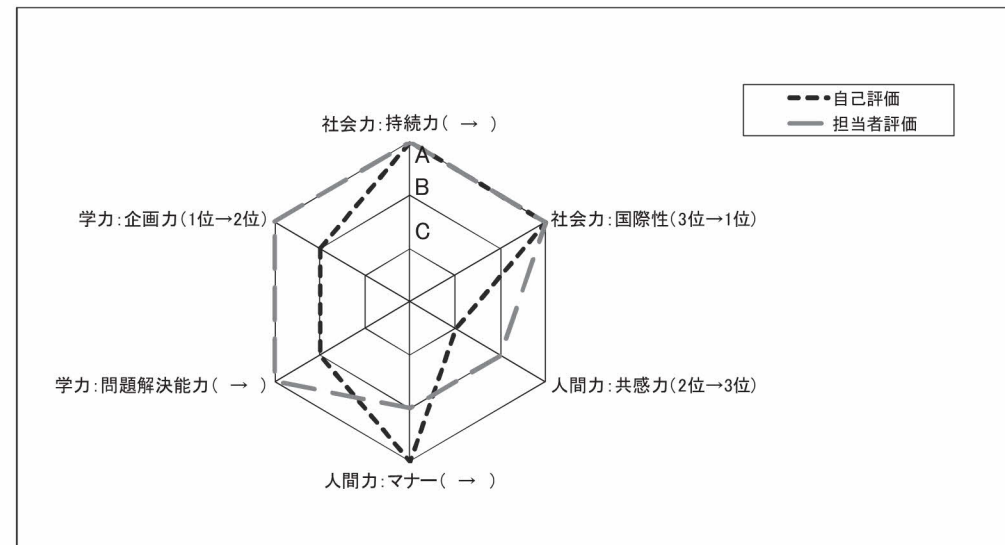 自己評価
担当者評価
社会力:持続力( → )
A
B
C
学力:企画力(1位→2位)
社会力:国際性(3位→1位)
学力:問題解決能力( → )
人間力:共感力(2位→3位)
人間力:マナー( → )